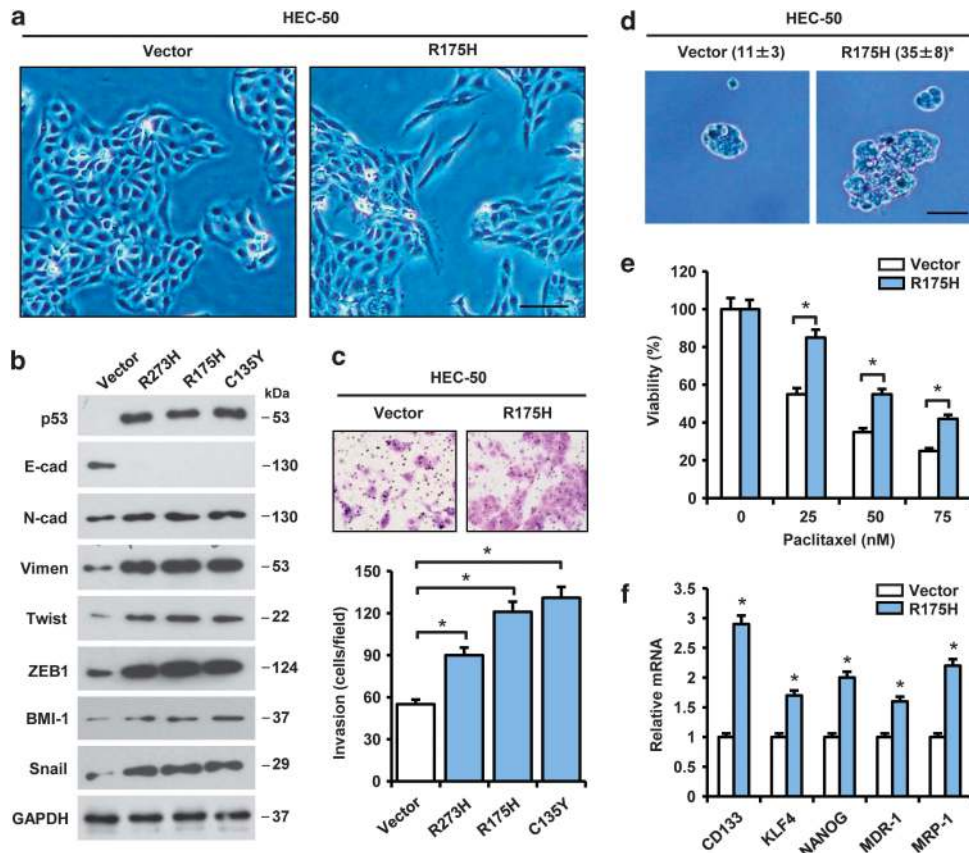 a
HEC-50
Vector R175H
b
Vector R273H R175H C135Y
kDa
p53 –53
E-cad –130
N-cad –130
Vimen –53
Twist –22
ZEB1 –124
BMI-1 –37
Snail –29
GAPDH –37
c
HEC-50
Vector R175H
* * *
Invasion (cells/field)
150
120
90
60
30
0
Vector R273H R175H C135Y
d
HEC-50
Vector (11±3) R175H (35±8)*
e
Vector
R175H
* * *
Viability (%)
120
100
80
60
40
20
0
0 25 50 75
Paclitaxel (nM)
f
Vector
R175H
* * * * *
Relative mRNA
3.5
3
2.5
2
1.5
1
0.5
0
CD133 KLF4 NANOG MDR-1 MRP-1